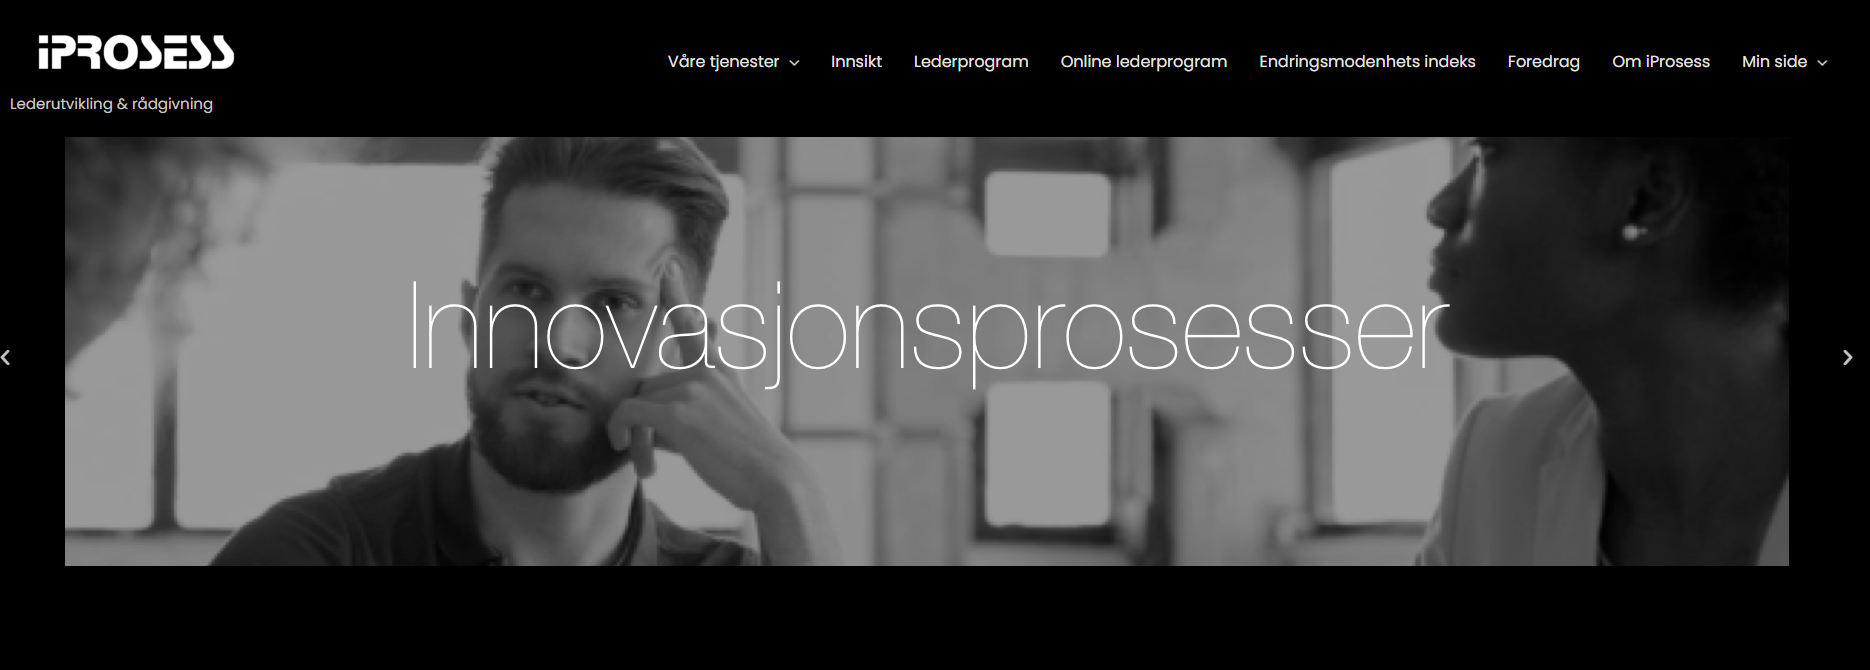 iPROSESS
Våre tjenester Innsikt Lederprogram Online lederprogram Endringsmodenhets indeks Foredrag Om iProsess Min side
Lederutvikling & rådgivning
Innovasjonsprosesser